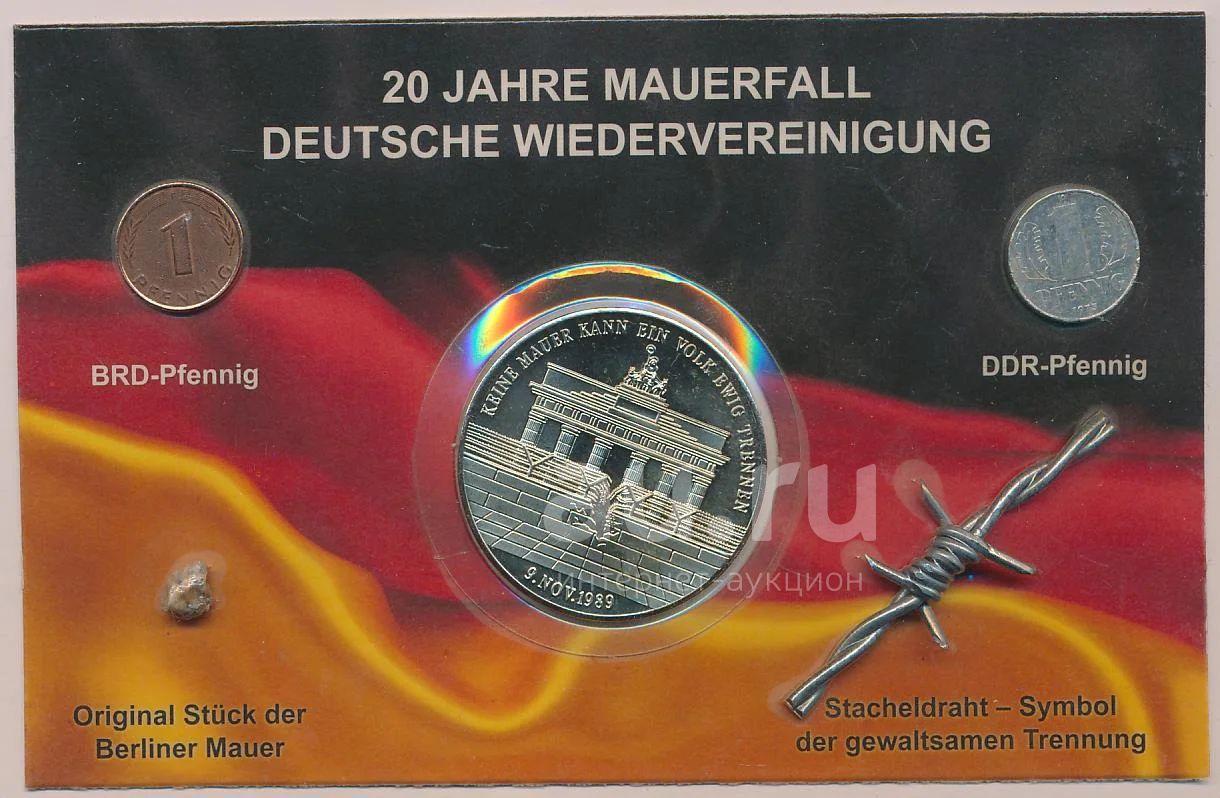 20 JAHRE MAUERFALL
DEUTSCHE WIEDERVEREINIGUNG
1
PFENNIG
1
PFENNIG
BRD-Pfennig
DDR-Pfennig
KEINE MAUER KANN EIN VOLK EWIG TRENNEN
9. NOV. 1989
.ru
интернет-аукцион
Original Stück der
Berliner Mauer
Stacheldraht – Symbol
der gewaltsamen Trennung